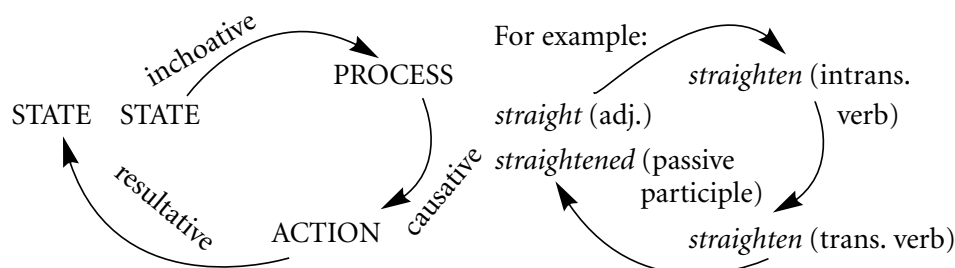 inchoative
PROCESS
STATE STATE
resultative
causative
ACTION
For example:
straighten (intrans.
verb)
straight (adj.)
straightened (passive
participle)
straighten (trans. verb)